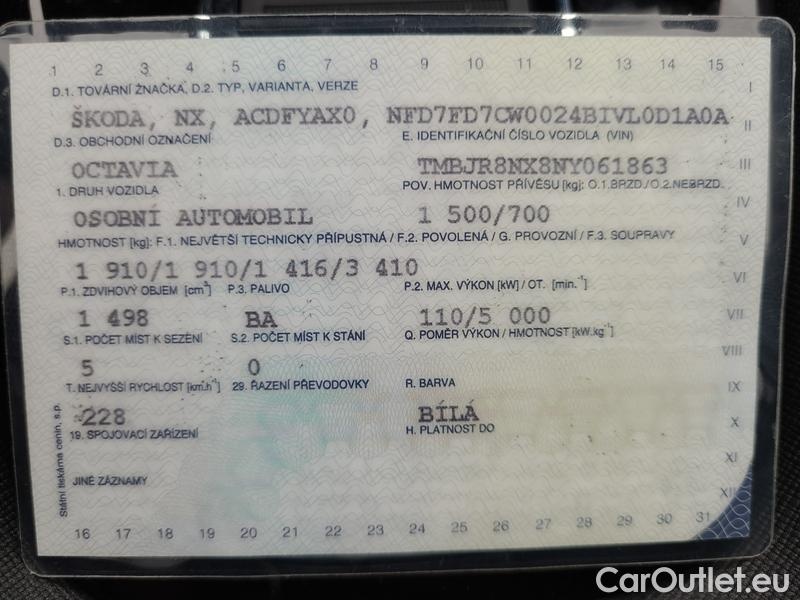 1 2 3 4 5 6 7 8 9 10 11 12 13 14 15
I
D.1. TOVÁRNÍ ZNAČKA, D.2. TYP, VARIANTA, VERZE
ŠKODA, NX, ACDFYAX0, NFD7FD7CW0024BIVL0D1A0A
II
D.3. OBCHODNÍ OZNAČENÍ E. IDENTIFIKAČNÍ ČÍSLO VOZIDLA (VIN)
OCTAVIA TMBJR8NX8NY061863
III
1. DRUH VOZIDLA POV. HMOTNOST PŘÍVĚSU [kg]: O.1.BRZD./O.2.NEBRZD.
IV
OSOBNÍ AUTOMOBIL 1 500/700
HMOTNOST [kg]: F.1. NEJVĚTŠÍ TECHNICKY PŘÍPUSTNÁ / F.2. POVOLENÁ / G. PROVOZNÍ / F.3. SOUPRAVY
V
1 910/1 910/1 416/3 410
VI
P.1. ZDVIHOVÝ OBJEM [cm³] P.3. PALIVO P.2. MAX. VÝKON [kW] / OT. [min.⁻¹]
1 498 BA 110/5 000
VII
S.1. POČET MÍST K SEZENÍ S.2. POČET MÍST K STÁNÍ Q. POMĚR VÝKON / HMOTNOST [kW.kg⁻¹]
VIII
5 0
T. NEJVYŠŠÍ RYCHLOST [km.h⁻¹] 29. ŘAZENÍ PŘEVODOVKY R. BARVA
IX
228 BÍLÁ
X
19. SPOJOVACÍ ZAŘÍZENÍ H. PLATNOST DO
XI
JINÉ ZÁZNAMY
XII
Státní tiskárna cenin, s.p.
16 17 18 19 20 21 22 23 24 25 26 27 28 29 30 31
CarOutlet.eu